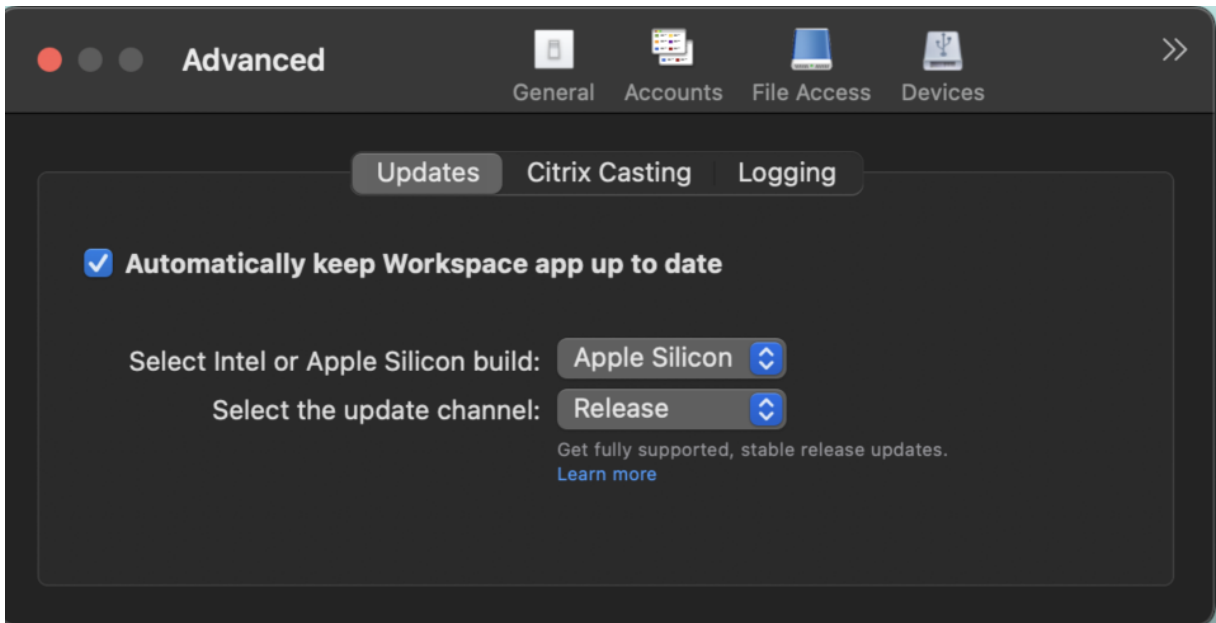 Advanced
General Accounts File Access Devices
Updates Citrix Casting Logging
Automatically keep Workspace app up to date
Select Intel or Apple Silicon build: Apple Silicon
Select the update channel: Release
Get fully supported, stable release updates.
Learn more